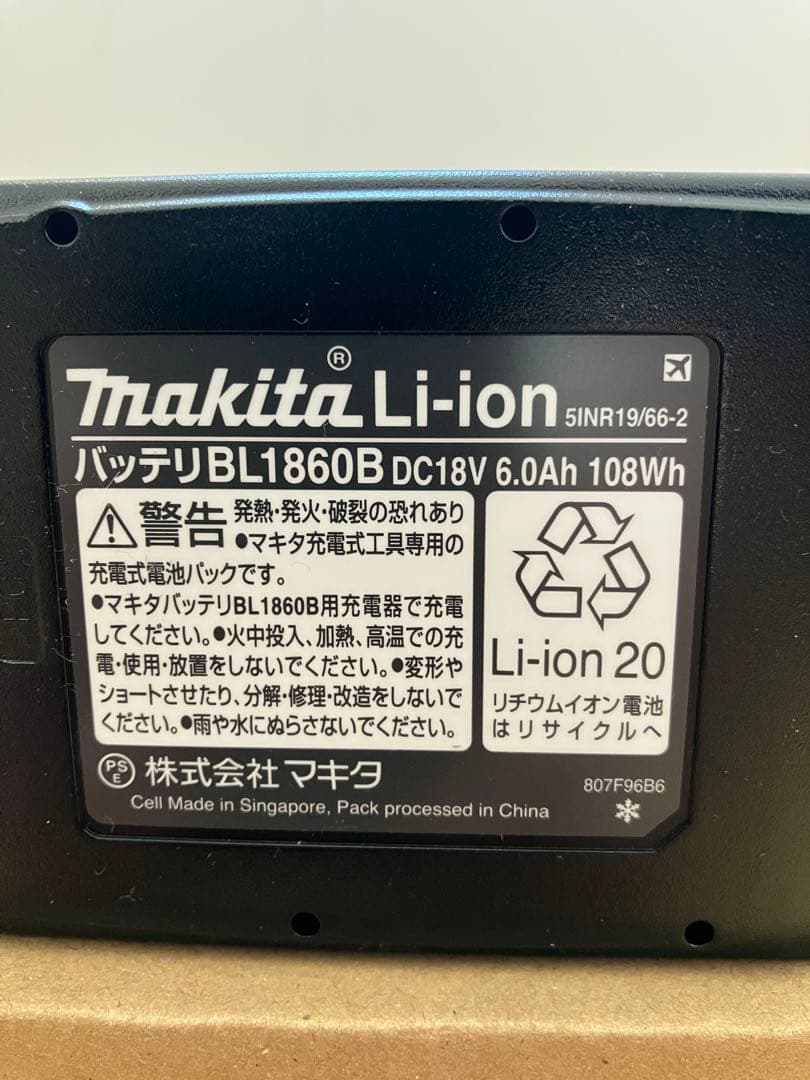 makita® Li-ion 5INR19/66-2
バッテリBL1860B DC18V 6.0Ah 108Wh
警告 発熱・発火・破裂の恐れあり
●マキタ充電式工具専用の
充電式電池パックです。
●マキタバッテリBL1860B用充電器で充電
してください。●火中投入、加熱、高温での充
電・使用・放置をしないでください。●変形や
ショートさせたり、分解・修理・改造をしないで
ください。●雨や水にぬらさないでください。
Li-ion 20
リチウムイオン電池
はリサイクルへ
PSE 株式会社マキタ
807F96B6
Cell Made in Singapore, Pack processed in China